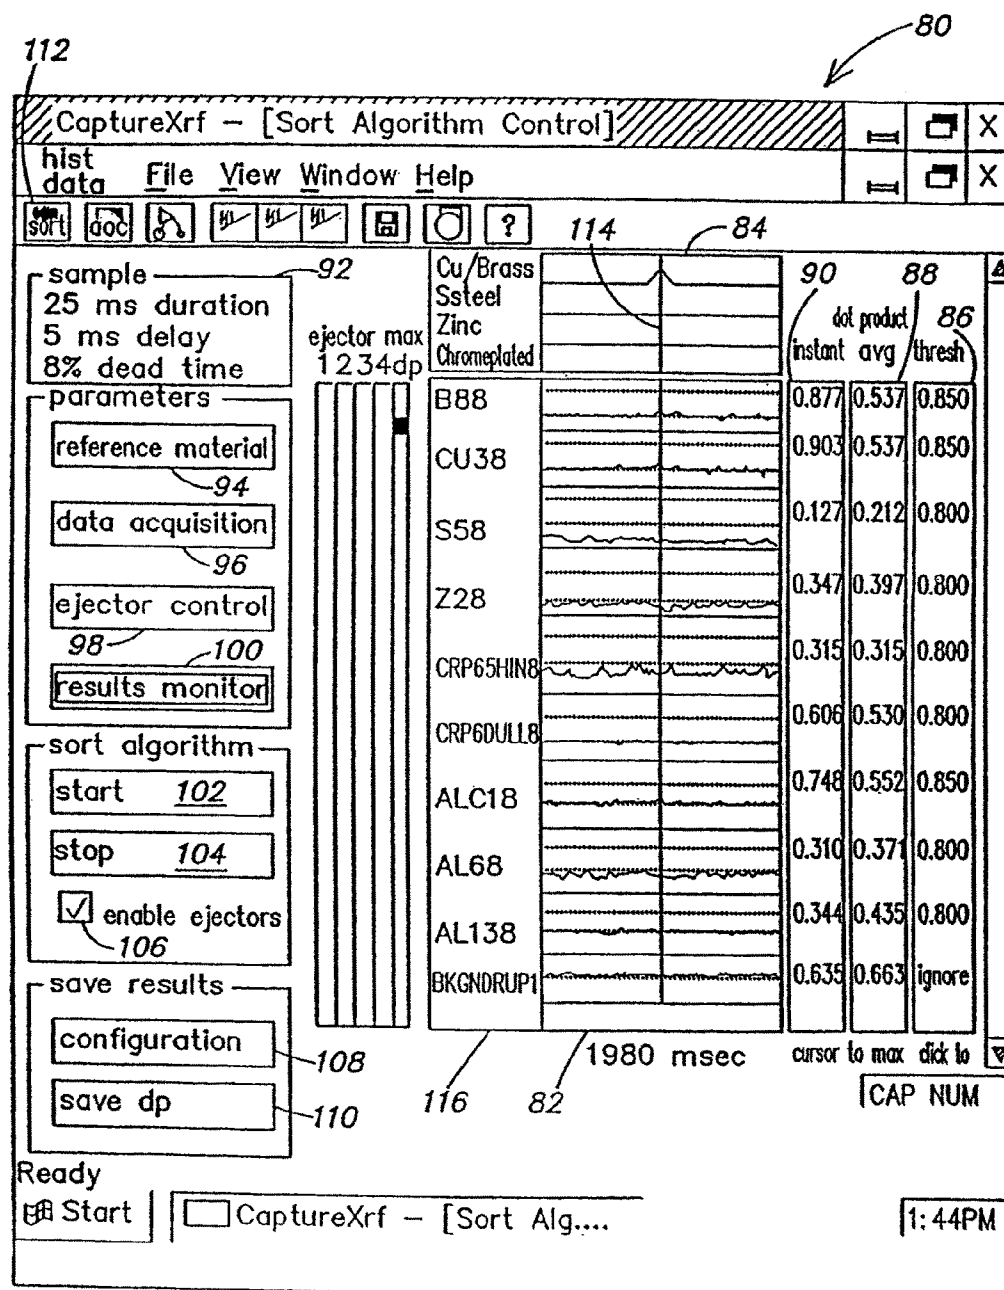 80
112
CaptureXrf - [Sort Algorithm Control]
X
hist data File View Window Help
X
sort
?
114
84
sample
92
25 ms duration
5 ms delay
8% dead time
ejector max
1 2 3 4 dp
Cu/Brass
Ssteel
Zinc
Chromeplated
90
88
dot product
86
instant avg thresh
parameters
reference material
94
data acquisition
96
ejector control
98
100
results monitor
B88 0.877 0.537 0.850
CU38 0.903 0.537 0.850
S58 0.127 0.212 0.800
Z28 0.347 0.397 0.800
CRP65HIN8 0.315 0.315 0.800
CRP6DULL8 0.606 0.530 0.800
ALC18 0.748 0.552 0.850
AL68 0.310 0.371 0.800
AL138 0.344 0.435 0.800
BKGNDRUP1 0.635 0.663 ignore
sort algorithm
start 102
stop 104
enable ejectors
106
save results
configuration
108
save dp
110
1980 msec
cursor to max click to
116
82
CAP NUM
Ready
Start
CaptureXrf - [Sort Alg....
1:44PM